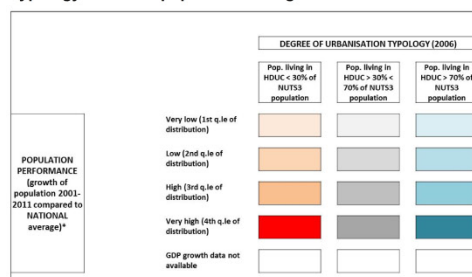 DEGREE OF URBANISATION TYPOLOGY (2006)
Pop. living in
HDUC < 30% of
NUTS3
population
Pop. living in
HDUC > 30% <
70% of NUTS3
population
Pop. living in
HDUC > 70% of
NUTS3
population
POPULATION
PERFORMANCE
(growth of
population 2001-
2011 compared to
NATIONAL
average)*
Very low (1st q.le of
distribution)
Low (2nd q.le of
distribution)
High (3rd q.le of
distribution)
Very high (4th q.le of
distribution)
GDP growth data not
available